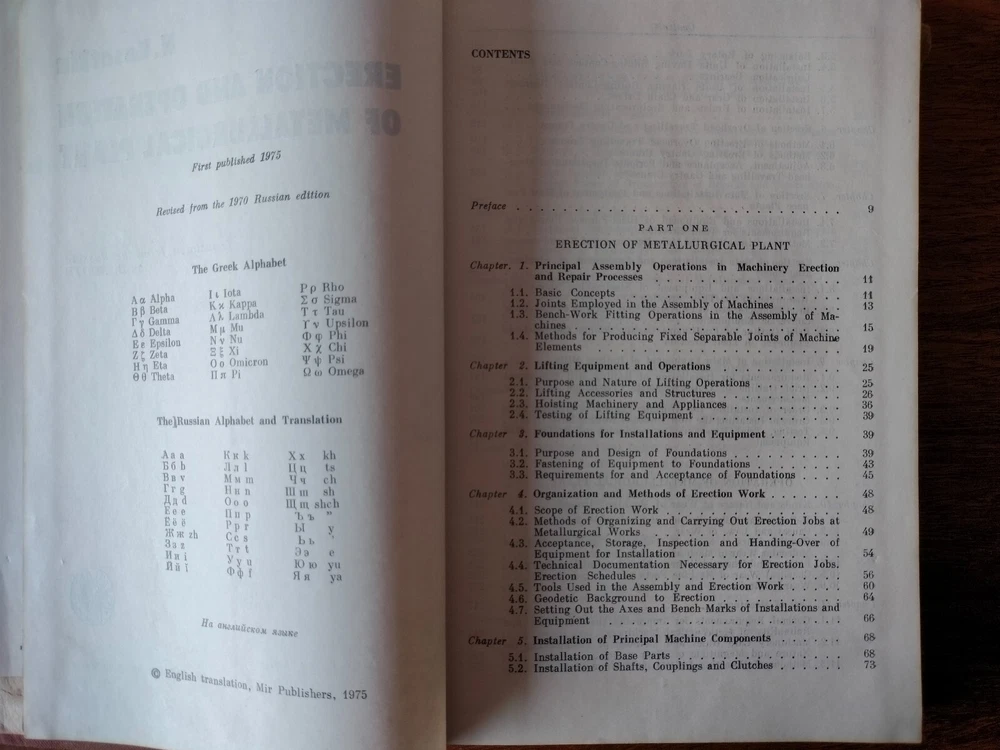 First published 1975
Revised from the 1970 Russian edition
The Greek Alphabet
Α α Alpha
Β β Beta
Γ γ Gamma
Δ δ Delta
Ε ε Epsilon
Ζ ζ Zeta
Η η Eta
Θ θ Theta
Ι ι Iota
Κ κ Kappa
Λ λ Lambda
Μ μ Mu
Ν ν Nu
Ξ ξ Xi
Ο ο Omicron
Π π Pi
Ρ ρ Rho
Σ σ Sigma
Τ τ Tau
Υ ν Upsilon
Φ φ Phi
Χ χ Chi
Ψ ψ Psi
Ω ω Omega
The Russian Alphabet and Translation
А а a
Б б b
В в v
Г г g
Д д d
Е е e
Ё ё ë
Ж ж zh
З з z
И и i
Й й ĭ
К к k
Л л l
М м m
Н н n
О о o
П п p
Р р r
С с s
Т т t
У у u
Ф ф f
Х х kh
Ц ц ts
Ч ч ch
Ш ш sh
Щ щ shch
Ъ ъ ”
Ы y
Ь ь ’
Э э e
Ю ю yu
Я я ya
На английском языке
© English translation, Mir Publishers, 1975
CONTENTS
Preface . . . . . . . . . . . . . . . . . . . . . . . . . . . 9
PART ONE
ERECTION OF METALLURGICAL PLANT
Chapter. 1. Principal Assembly Operations in Machinery Erection
and Repair Processes . . . . . . . . . . . . . . . 11
1.1. Basic Concepts . . . . . . . . . . . . . . . . . 11
1.2. Joints Employed in the Assembly of Machines . . . . . 13
1.3. Bench-Work Fitting Operations in the Assembly of Ma-
chines . . . . . . . . . . . . . . . . . . . . . 15
1.4. Methods for Producing Fixed Separable Joints of Machine
Elements . . . . . . . . . . . . . . . . . . . . 19
Chapter 2. Lifting Equipment and Operations . . . . . . . . . . 25
2.1. Purpose and Nature of Lifting Operations . . . . . . . 25
2.2. Lifting Accessories and Structures . . . . . . . . . . 26
2.3. Hoisting Machinery and Appliances . . . . . . . . . 36
2.4. Testing of Lifting Equipment . . . . . . . . . . . . 39
Chapter 3. Foundations for Installations and Equipment . . . . . . 39
3.1. Purpose and Design of Foundations . . . . . . . . . 39
3.2. Fastening of Equipment to Foundations . . . . . . . 43
3.3. Requirements for and Acceptance of Foundations . . . . 45
Chapter 4. Organization and Methods of Erection Work . . . . . . 48
4.1. Scope of Erection Work . . . . . . . . . . . . . . 48
4.2. Methods of Organizing and Carrying Out Erection Jobs at
Metallurgical Works . . . . . . . . . . . . . . . 49
4.3. Acceptance, Storage, Inspection and Handing-Over of
Equipment for Installation . . . . . . . . . . . . . 54
4.4. Technical Documentation Necessary for Erection Jobs.
Erection Schedules . . . . . . . . . . . . . . . . 56
4.5. Tools Used in the Assembly and Erection Work . . . . . 60
4.6. Geodetic Background to Erection . . . . . . . . . . 64
4.7. Setting Out the Axes and Bench Marks of Installations and
Equipment . . . . . . . . . . . . . . . . . . . 66
Chapter 5. Installation of Principal Machine Components . . . . . . 68
5.1. Installation of Base Parts . . . . . . . . . . . . . 68
5.2. Installation of Shafts, Couplings and Clutches . . . . . . 73